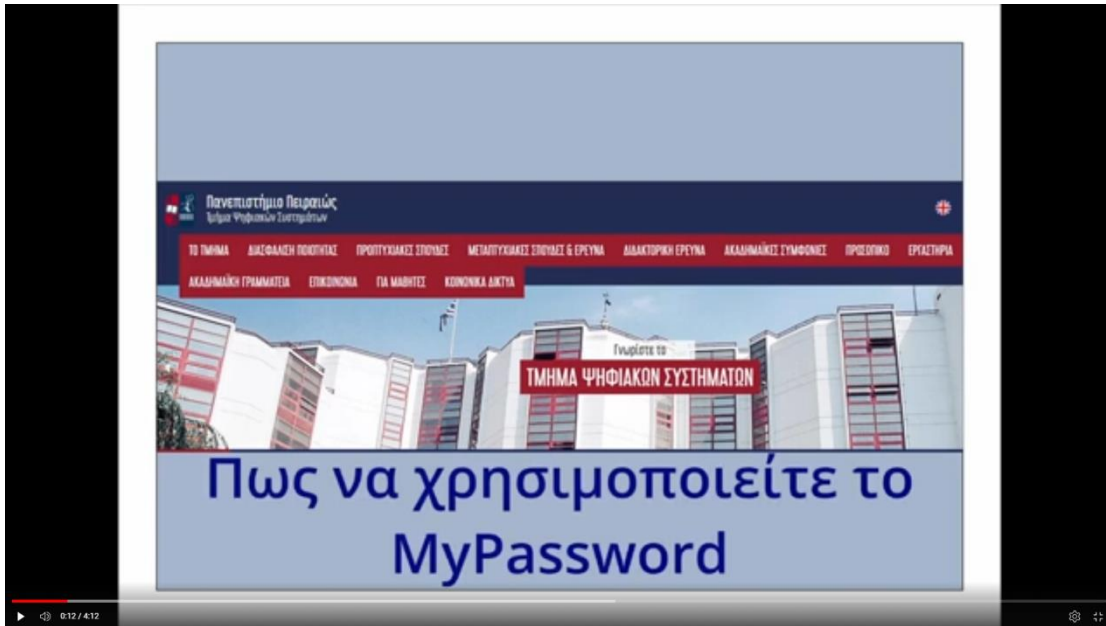 Πανεπιστήμιο Πειραιώς
Τμήμα Ψηφιακών Συστημάτων
ΤΟ ΤΜΗΜΑ ΔΙΑΣΦΑΛΙΣΗ ΠΟΙΟΤΗΤΑΣ ΠΡΟΠΤΥΧΙΑΚΕΣ ΣΠΟΥΔΕΣ ΜΕΤΑΠΤΥΧΙΑΚΕΣ ΣΠΟΥΔΕΣ & ΕΡΕΥΝΑ ΔΙΔΑΚΤΟΡΙΚΗ ΕΡΕΥΝΑ ΑΚΑΔΗΜΑΪΚΕΣ ΣΥΜΦΩΝΙΕΣ ΠΡΟΣΩΠΙΚΟ ΕΡΓΑΣΤΗΡΙΑ
ΑΚΑΔΗΜΑΪΚΗ ΓΡΑΜΜΑΤΕΙΑ ΕΠΙΚΟΙΝΩΝΙΑ ΓΙΑ ΜΑΘΗΤΕΣ ΚΟΙΝΩΝΙΚΑ ΔΙΚΤΥΑ
Γνωρίστε το
ΤΜΗΜΑ ΨΗΦΙΑΚΩΝ ΣΥΣΤΗΜΑΤΩΝ
Πως να χρησιμοποιείτε το
MyPassword
0:12 / 4:12